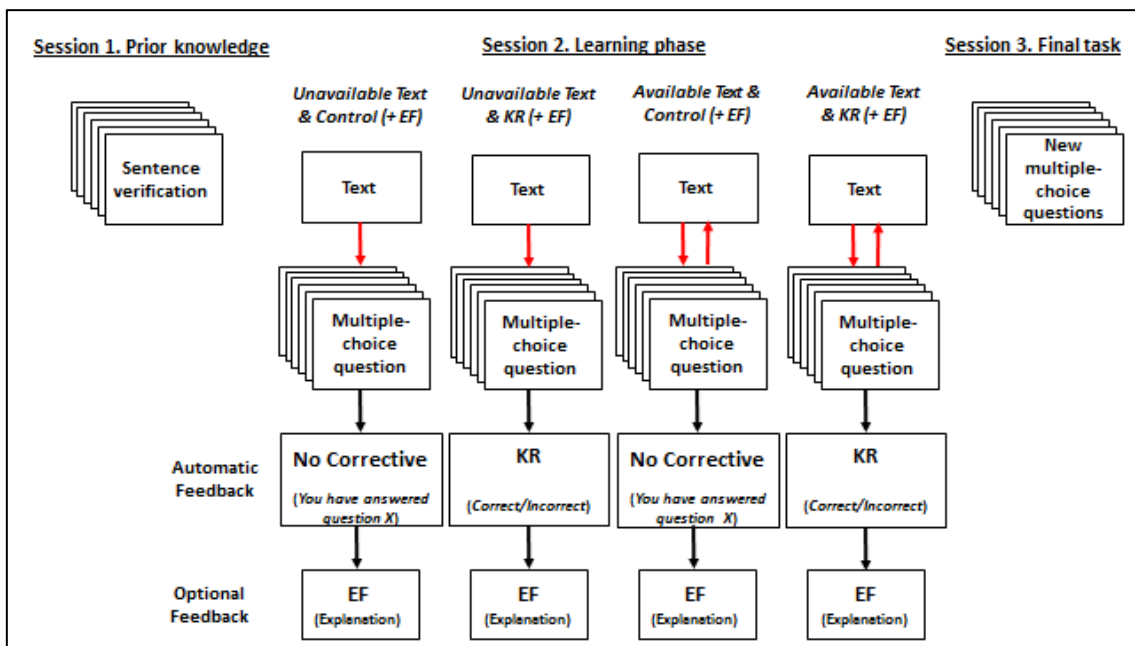 Session 1. Prior knowledge
Session 2. Learning phase
Session 3. Final task
Sentence
verification
Unavailable Text
& Control (+ EF)
Unavailable Text
& KR (+ EF)
Available Text &
Control (+ EF)
Available Text
& KR (+ EF)
New
multiple-
choice
questions
Text
Text
Text
Text
Multiple-
choice
question
Multiple-
choice
question
Multiple-
choice
question
Multiple-
choice
question
Automatic
Feedback
No Corrective
(You have answered
question X)
KR
(Correct/Incorrect)
No Corrective
(You have answered
question X)
KR
(Correct/Incorrect)
Optional
Feedback
EF
(Explanation)
EF
(Explanation)
EF
(Explanation)
EF
(Explanation)